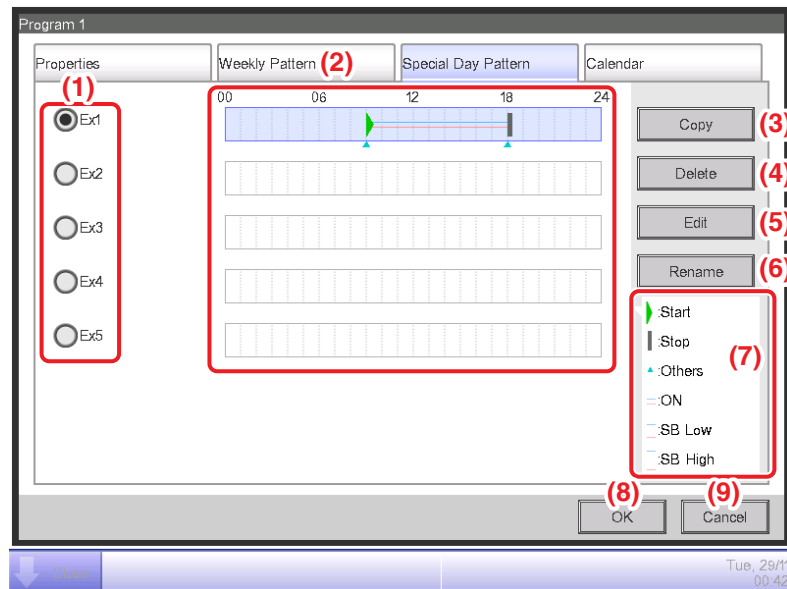 Program 1
Properties
Weekly Pattern (2)
Special Day Pattern
Calendar
(1)
00 06 12 18 24
Ex1
Ex2
Ex3
Ex4
Ex5
Copy (3)
Delete (4)
Edit (5)
Rename (6)
:Start
:Stop
:Others
:ON
:SB Low
:SB High
(7)
(8) (9)
OK Cancel
Close
Tue, 29/11
00:42